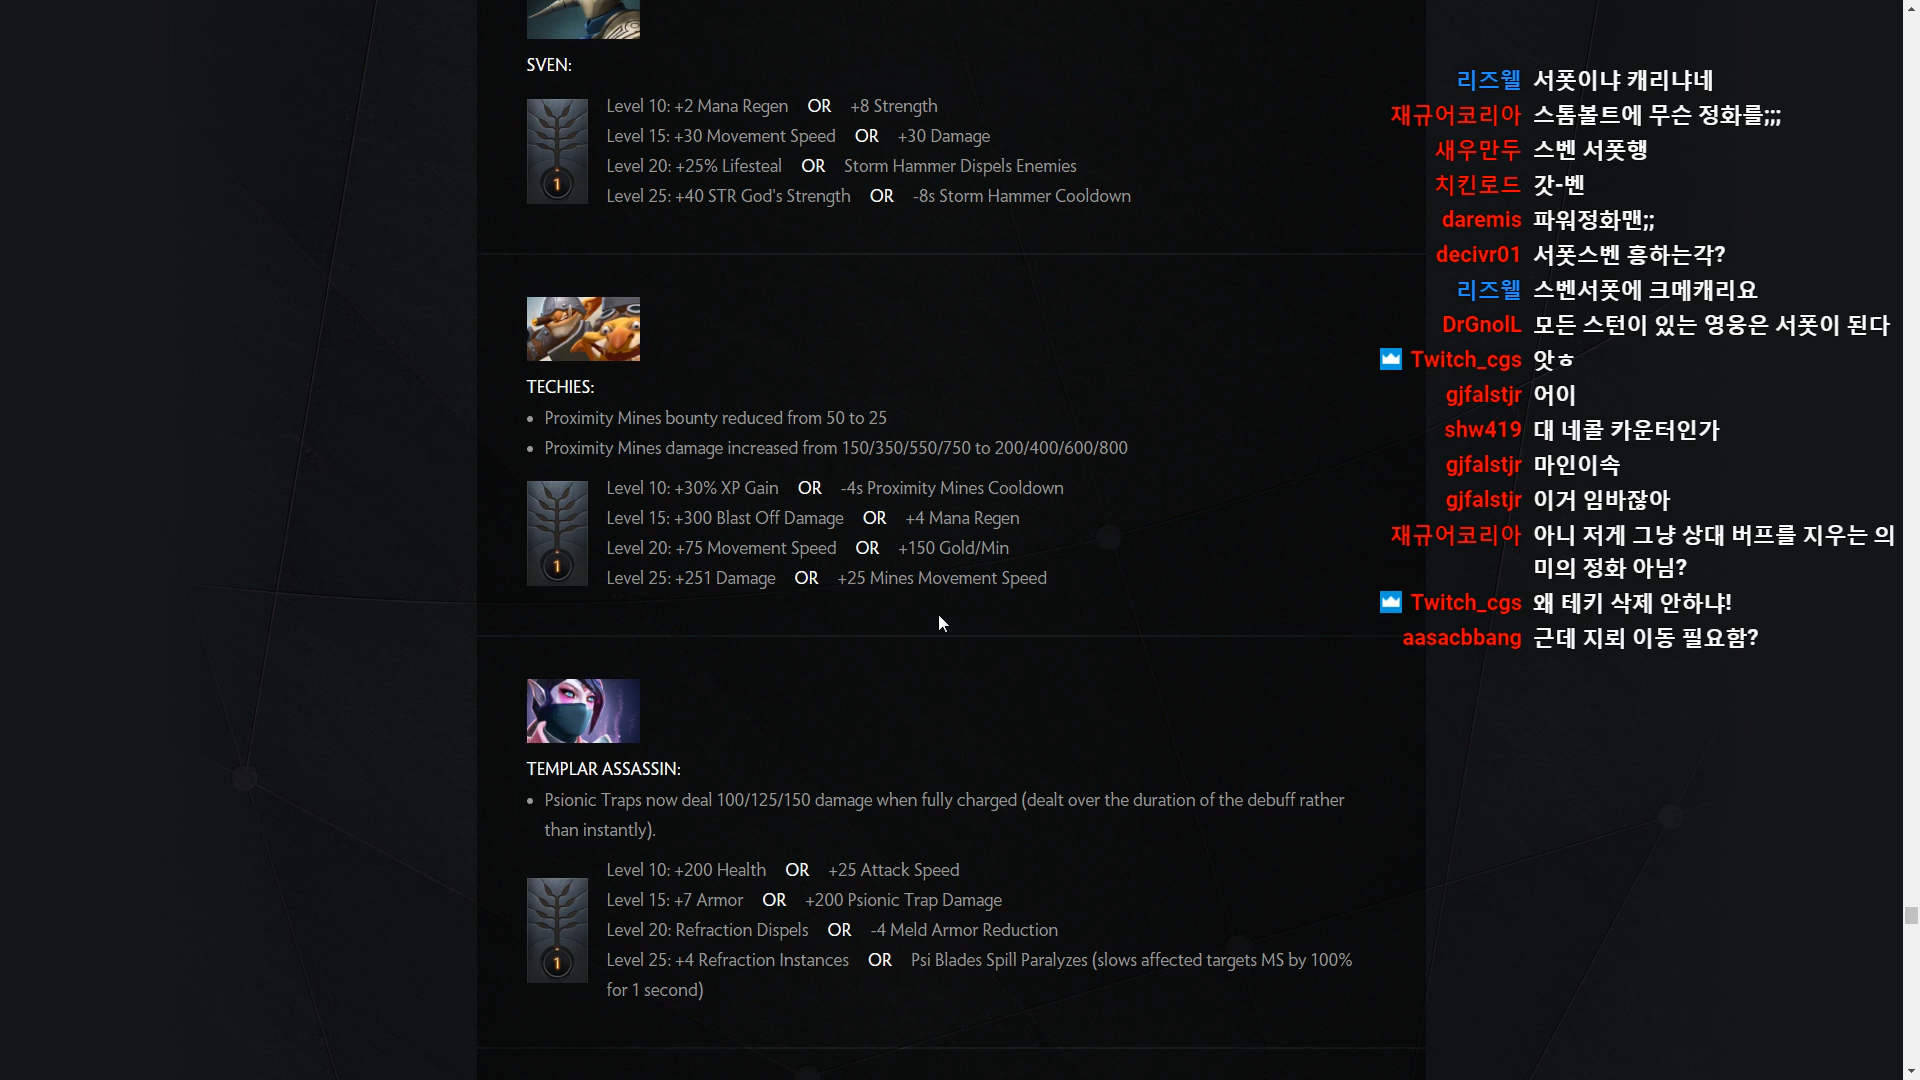 SVEN:
Level 10: +2 Mana Regen OR +8 Strength
Level 15: +30 Movement Speed OR +30 Damage
Level 20: +25% Lifesteal OR Storm Hammer Dispels Enemies
Level 25: +40 STR God's Strength OR -8s Storm Hammer Cooldown
1
TECHIES:
• Proximity Mines bounty reduced from 50 to 25
• Proximity Mines damage increased from 150/350/550/750 to 200/400/600/800
Level 10: +30% XP Gain OR -4s Proximity Mines Cooldown
Level 15: +300 Blast Off Damage OR +4 Mana Regen
Level 20: +75 Movement Speed OR +150 Gold/Min
Level 25: +251 Damage OR +25 Mines Movement Speed
1
TEMPLAR ASSASSIN:
• Psionic Traps now deal 100/125/150 damage when fully charged (dealt over the duration of the debuff rather
than instantly).
Level 10: +200 Health OR +25 Attack Speed
Level 15: +7 Armor OR +200 Psionic Trap Damage
Level 20: Refraction Dispels OR -4 Meld Armor Reduction
Level 25: +4 Refraction Instances OR Psi Blades Spill Paralyzes (slows affected targets MS by 100%
for 1 second)
1
리즈웰 서폿이냐 캐리냐네
재규어코리아 스톰볼트에 무슨 정화를;;;
새우만두 스벤 서폿행
치킨로드 갓-벤
daremis 파워정화맨;;
decivr01 서폿스벤 흥하는각?
리즈웰 스벤서폿에 크메캐리요
DrGnolL 모든 스턴이 있는 영웅은 서폿이 된다
Twitch_cgs 앗ㅎ
gjfalstjr 어이
shw419 대 네콜 카운터인가
gjfalstjr 마인이속
gjfalstjr 이거 임바잖아
재규어코리아 아니 저게 그냥 상대 버프를 지우는 의
미의 정화 아님?
Twitch_cgs 왜 테키 삭제 안하냐!
aasacbbang 근데 지뢰 이동 필요함?